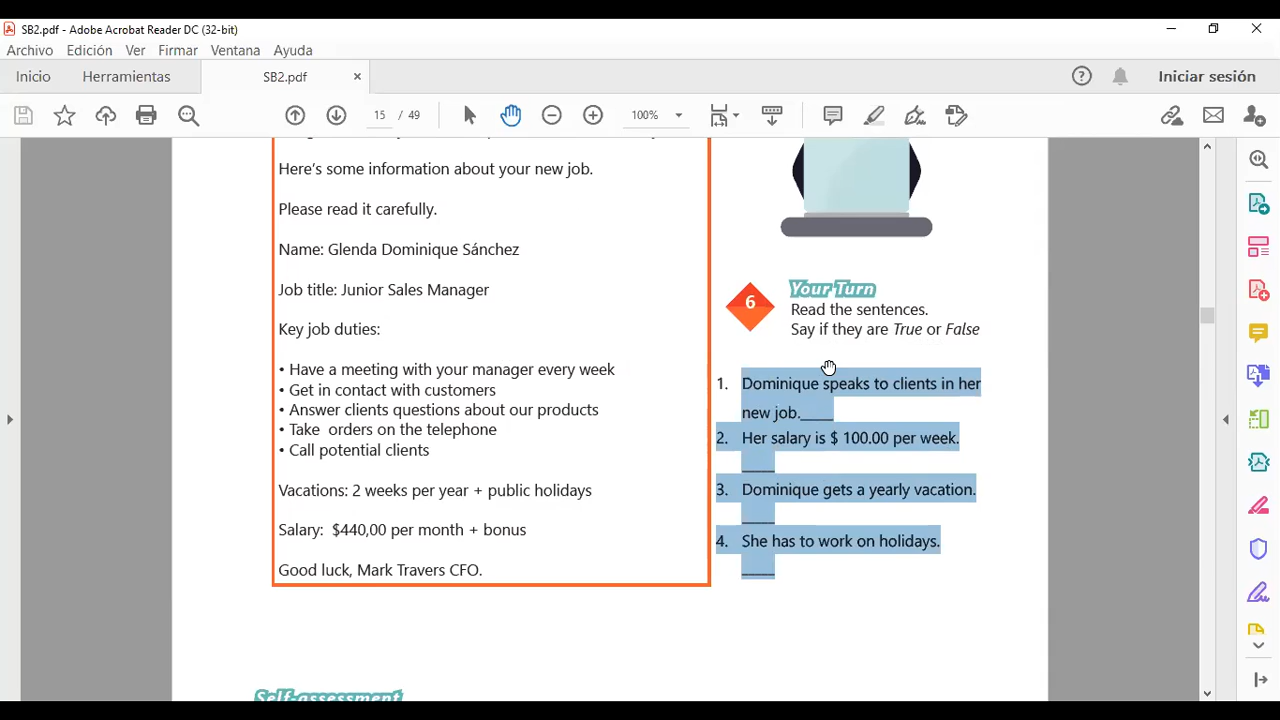 SB2.pdf - Adobe Acrobat Reader DC (32-bit)
Archivo Edición Ver Firmar Ventana Ayuda
Inicio Herramientas SB2.pdf × Iniciar sesión
15 / 49 100%
Here's some information about your new job.
Please read it carefully.
Name: Glenda Dominique Sánchez
Job title: Junior Sales Manager
Key job duties:
• Have a meeting with your manager every week
• Get in contact with customers
• Answer clients questions about our products
• Take orders on the telephone
• Call potential clients
Vacations: 2 weeks per year + public holidays
Salary: $440,00 per month + bonus
Good luck, Mark Travers CFO.
6 Your Turn
Read the sentences.
Say if they are True or False
1. Dominique speaks to clients in her
new job.____
2. Her salary is $ 100.00 per week.
____
3. Dominique gets a yearly vacation.
____
4. She has to work on holidays.
____
Self-assessment